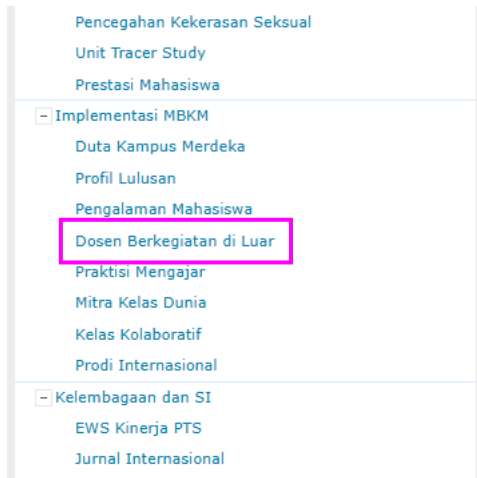 Pencegahan Kekerasan Seksual
Unit Tracer Study
Prestasi Mahasiswa
Implementasi MBKM
Duta Kampus Merdeka
Profil Lulusan
Pengalaman Mahasiswa
Dosen Berkegiatan di Luar
Praktisi Mengajar
Mitra Kelas Dunia
Kelas Kolaboratif
Prodi Internasional
Kelembagaan dan SI
EWS Kinerja PTS
Jurnal Internasional